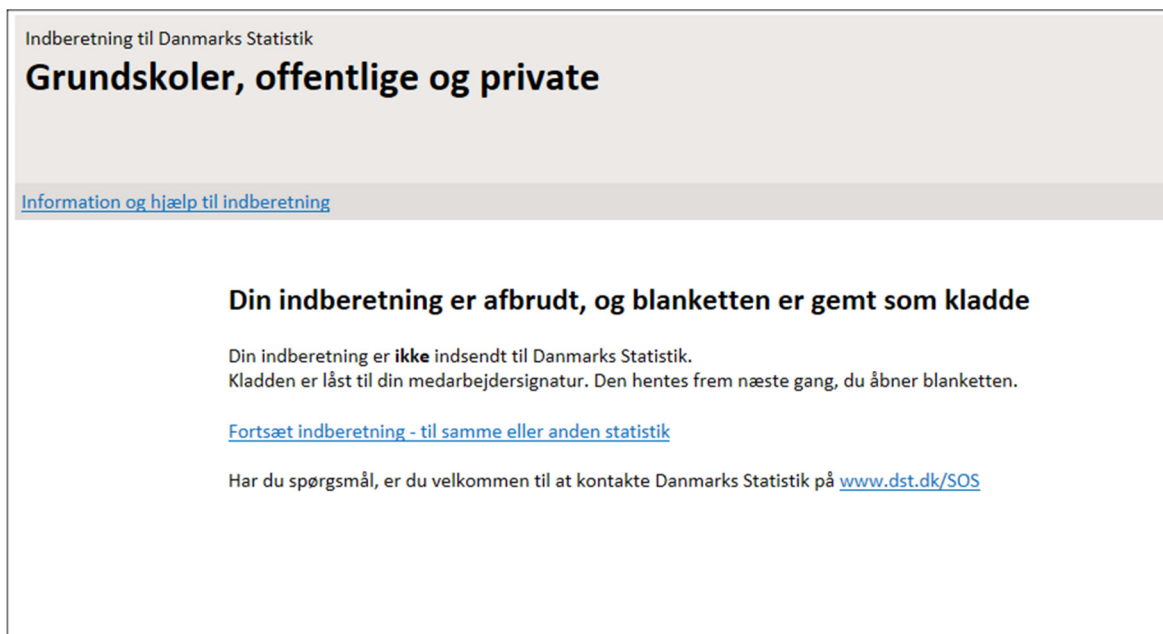 Indberetning til Danmarks Statistik
Grundskoler, offentlige og private
Information og hjælp til indberetning
Din indberetning er afbrudt, og blanketten er gemt som kladde
Din indberetning er ikke indsendt til Danmarks Statistik.
Kladden er låst til din medarbejdersignatur. Den hentes frem næste gang, du åbner blanketten.
Fortsæt indberetning - til samme eller anden statistik
Har du spørgsmål, er du velkommen til at kontakte Danmarks Statistik på www.dst.dk/SOS